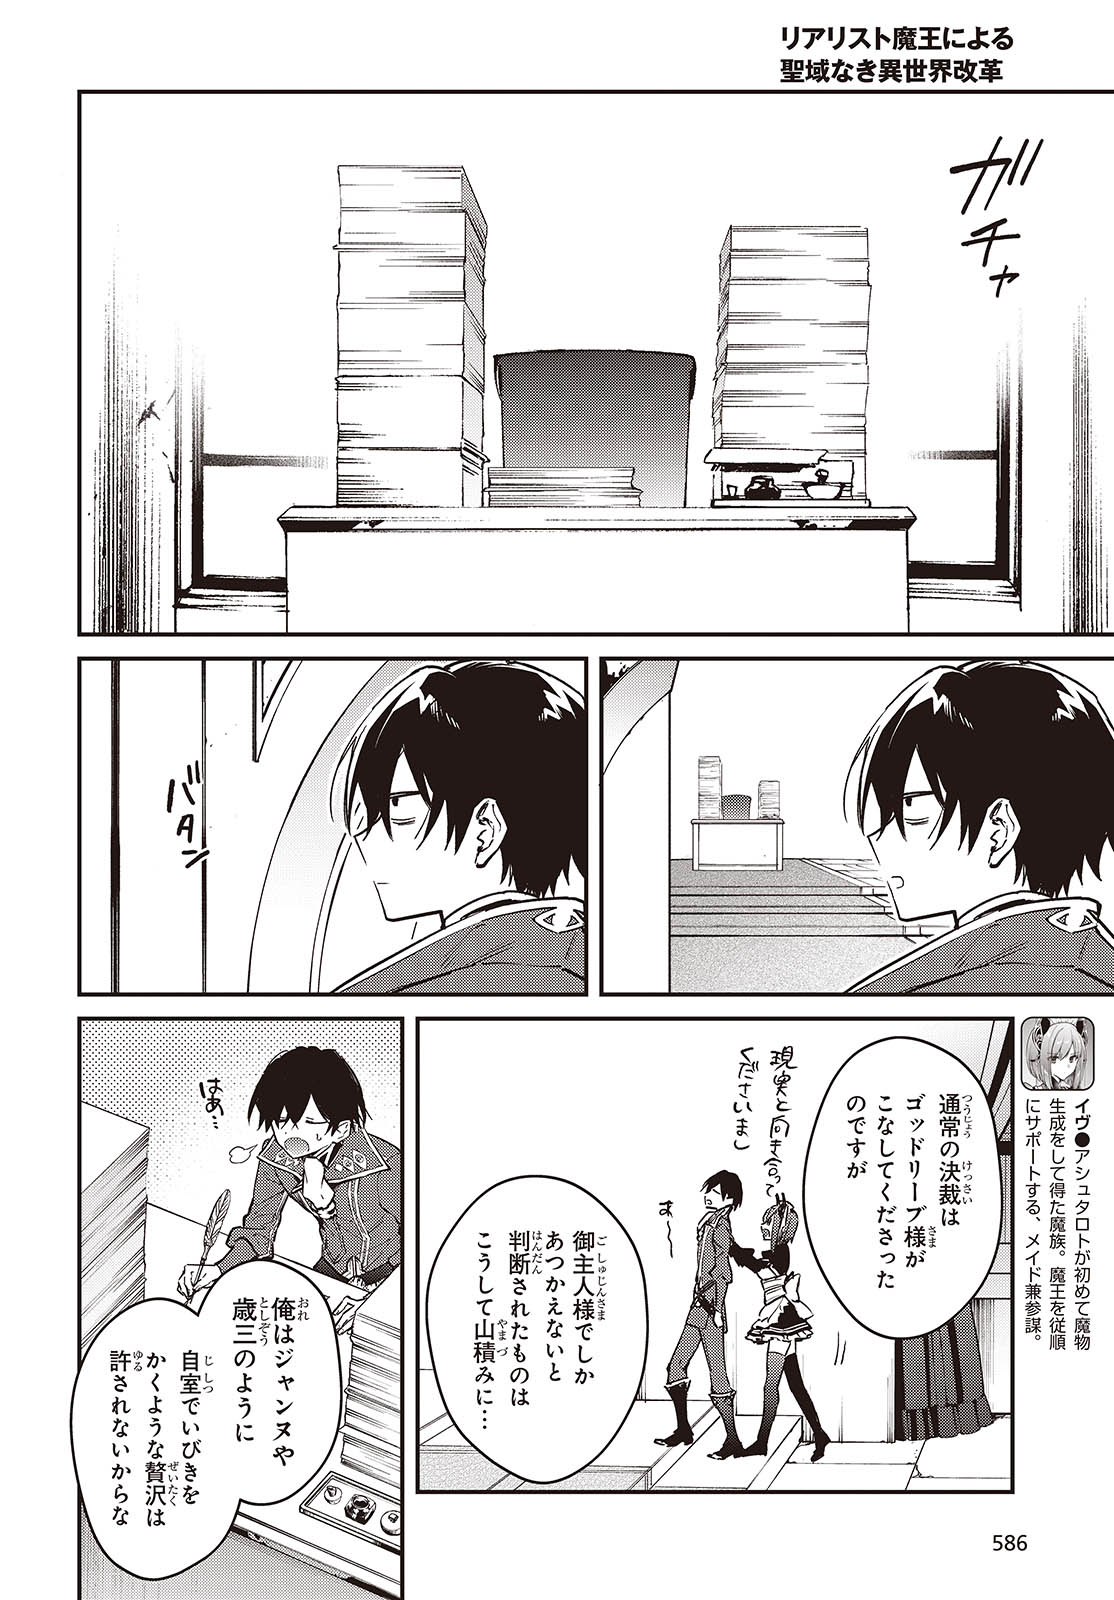 リアリスト魔王による
聖域なき異世界改革
ガチャ
バタン
イヴ●アシュタロトが初めて魔物
生成をして得た魔族。魔王を従順
にサポートする、メイド兼参謀。
通常の決裁は
ゴッドリーブ様が
こなしてくださった
のですが
現実と向き合って
くださいまし
あ〜〜
御主人様でしか
あつかえないと
判断されたものは
こうして山積みに…
はあ…
俺はジャンヌや
歳三のように
自室でいびきを
かくような贅沢は
許されないからな
586